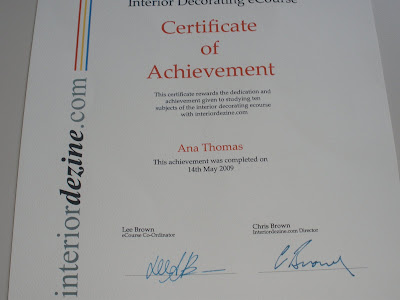 Interior Decorating eCourse
Certificate
of
Achievement
This certificate rewards the dedication and
achievement given to studying ten
subjects of the interior decorating ecourse
with interiordezine.com
Ana Thomas
This achievement was completed on
14th May 2009
Lee Brown
eCourse Co-Ordinator
Chris Brown
Interiordezine.com Director
C. Brown
interiordezine.com